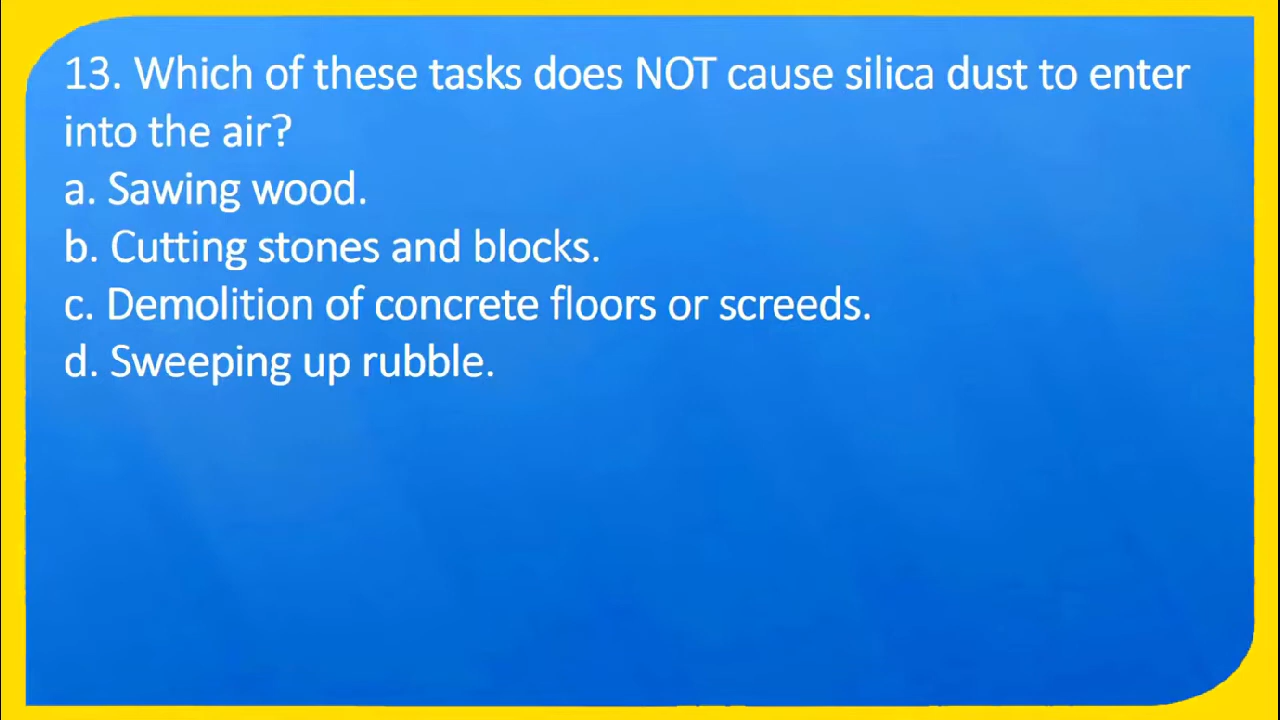 13. Which of these tasks does NOT cause silica dust to enter
into the air?
a. Sawing wood.
b. Cutting stones and blocks.
c. Demolition of concrete floors or screeds.
d. Sweeping up rubble.